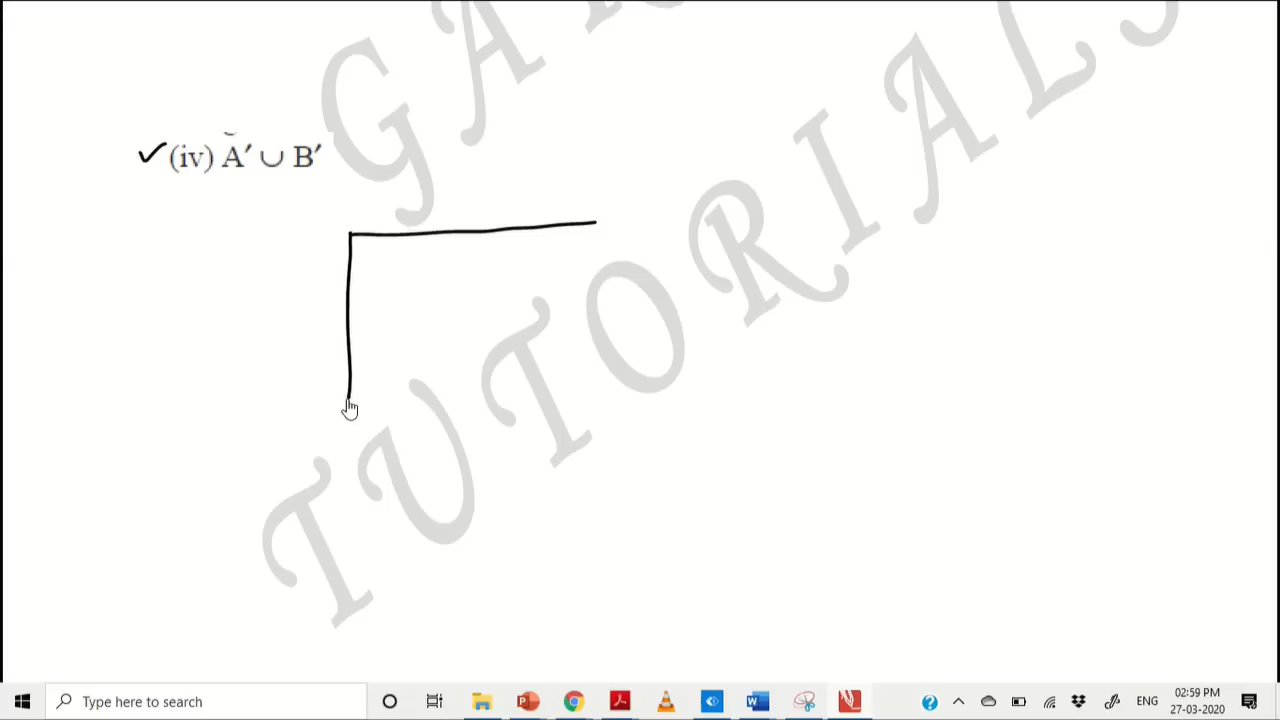 GA
TUTORIALS
✓(iv) A′ ∪ B′
Type here to search
ENG
02:59 PM
27-03-2020